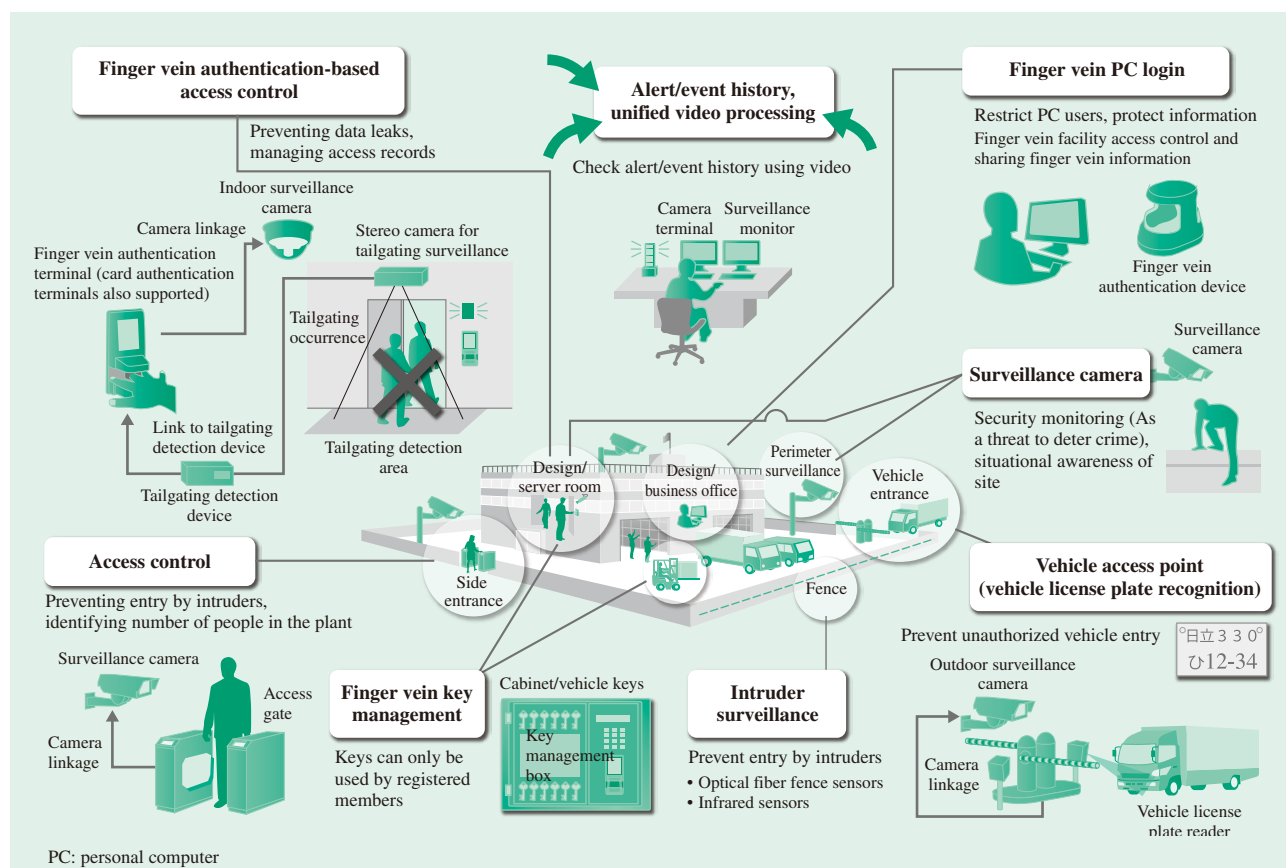 Finger vein authentication-based
access control
Preventing data leaks,
managing access records
Indoor surveillance
camera
Camera linkage
Stereo camera for
tailgating surveillance
Finger vein authentication
terminal (card authentication
terminals also supported)
Tailgating
occurrence
Link to tailgating
detection device
Tailgating detection
area
Tailgating detection
device
Alert/event history,
unified video processing
Check alert/event history using video
Camera
terminal
Surveillance
monitor
Finger vein PC login
Restrict PC users, protect information
Finger vein facility access control and
sharing finger vein information
Finger vein
authentication device
Surveillance
camera
Surveillance camera
Security monitoring (As
a threat to deter crime),
situational awareness of
site
Design/
server room
Design/
business office
Perimeter
surveillance
Vehicle
entrance
Side
entrance
Fence
Access control
Preventing entry by intruders,
identifying number of people in the plant
Surveillance camera
Access
gate
Camera
linkage
Finger vein key
management
Keys can only be
used by registered
members
Cabinet/vehicle keys
Key
management
box
Intruder
surveillance
Prevent entry by intruders
• Optical fiber fence sensors
• Infrared sensors
Vehicle access point
(vehicle license plate recognition)
Prevent unauthorized vehicle entry
日立330
ひ12-34
Outdoor surveillance
camera
Camera
linkage
Vehicle license
plate reader
PC: personal computer